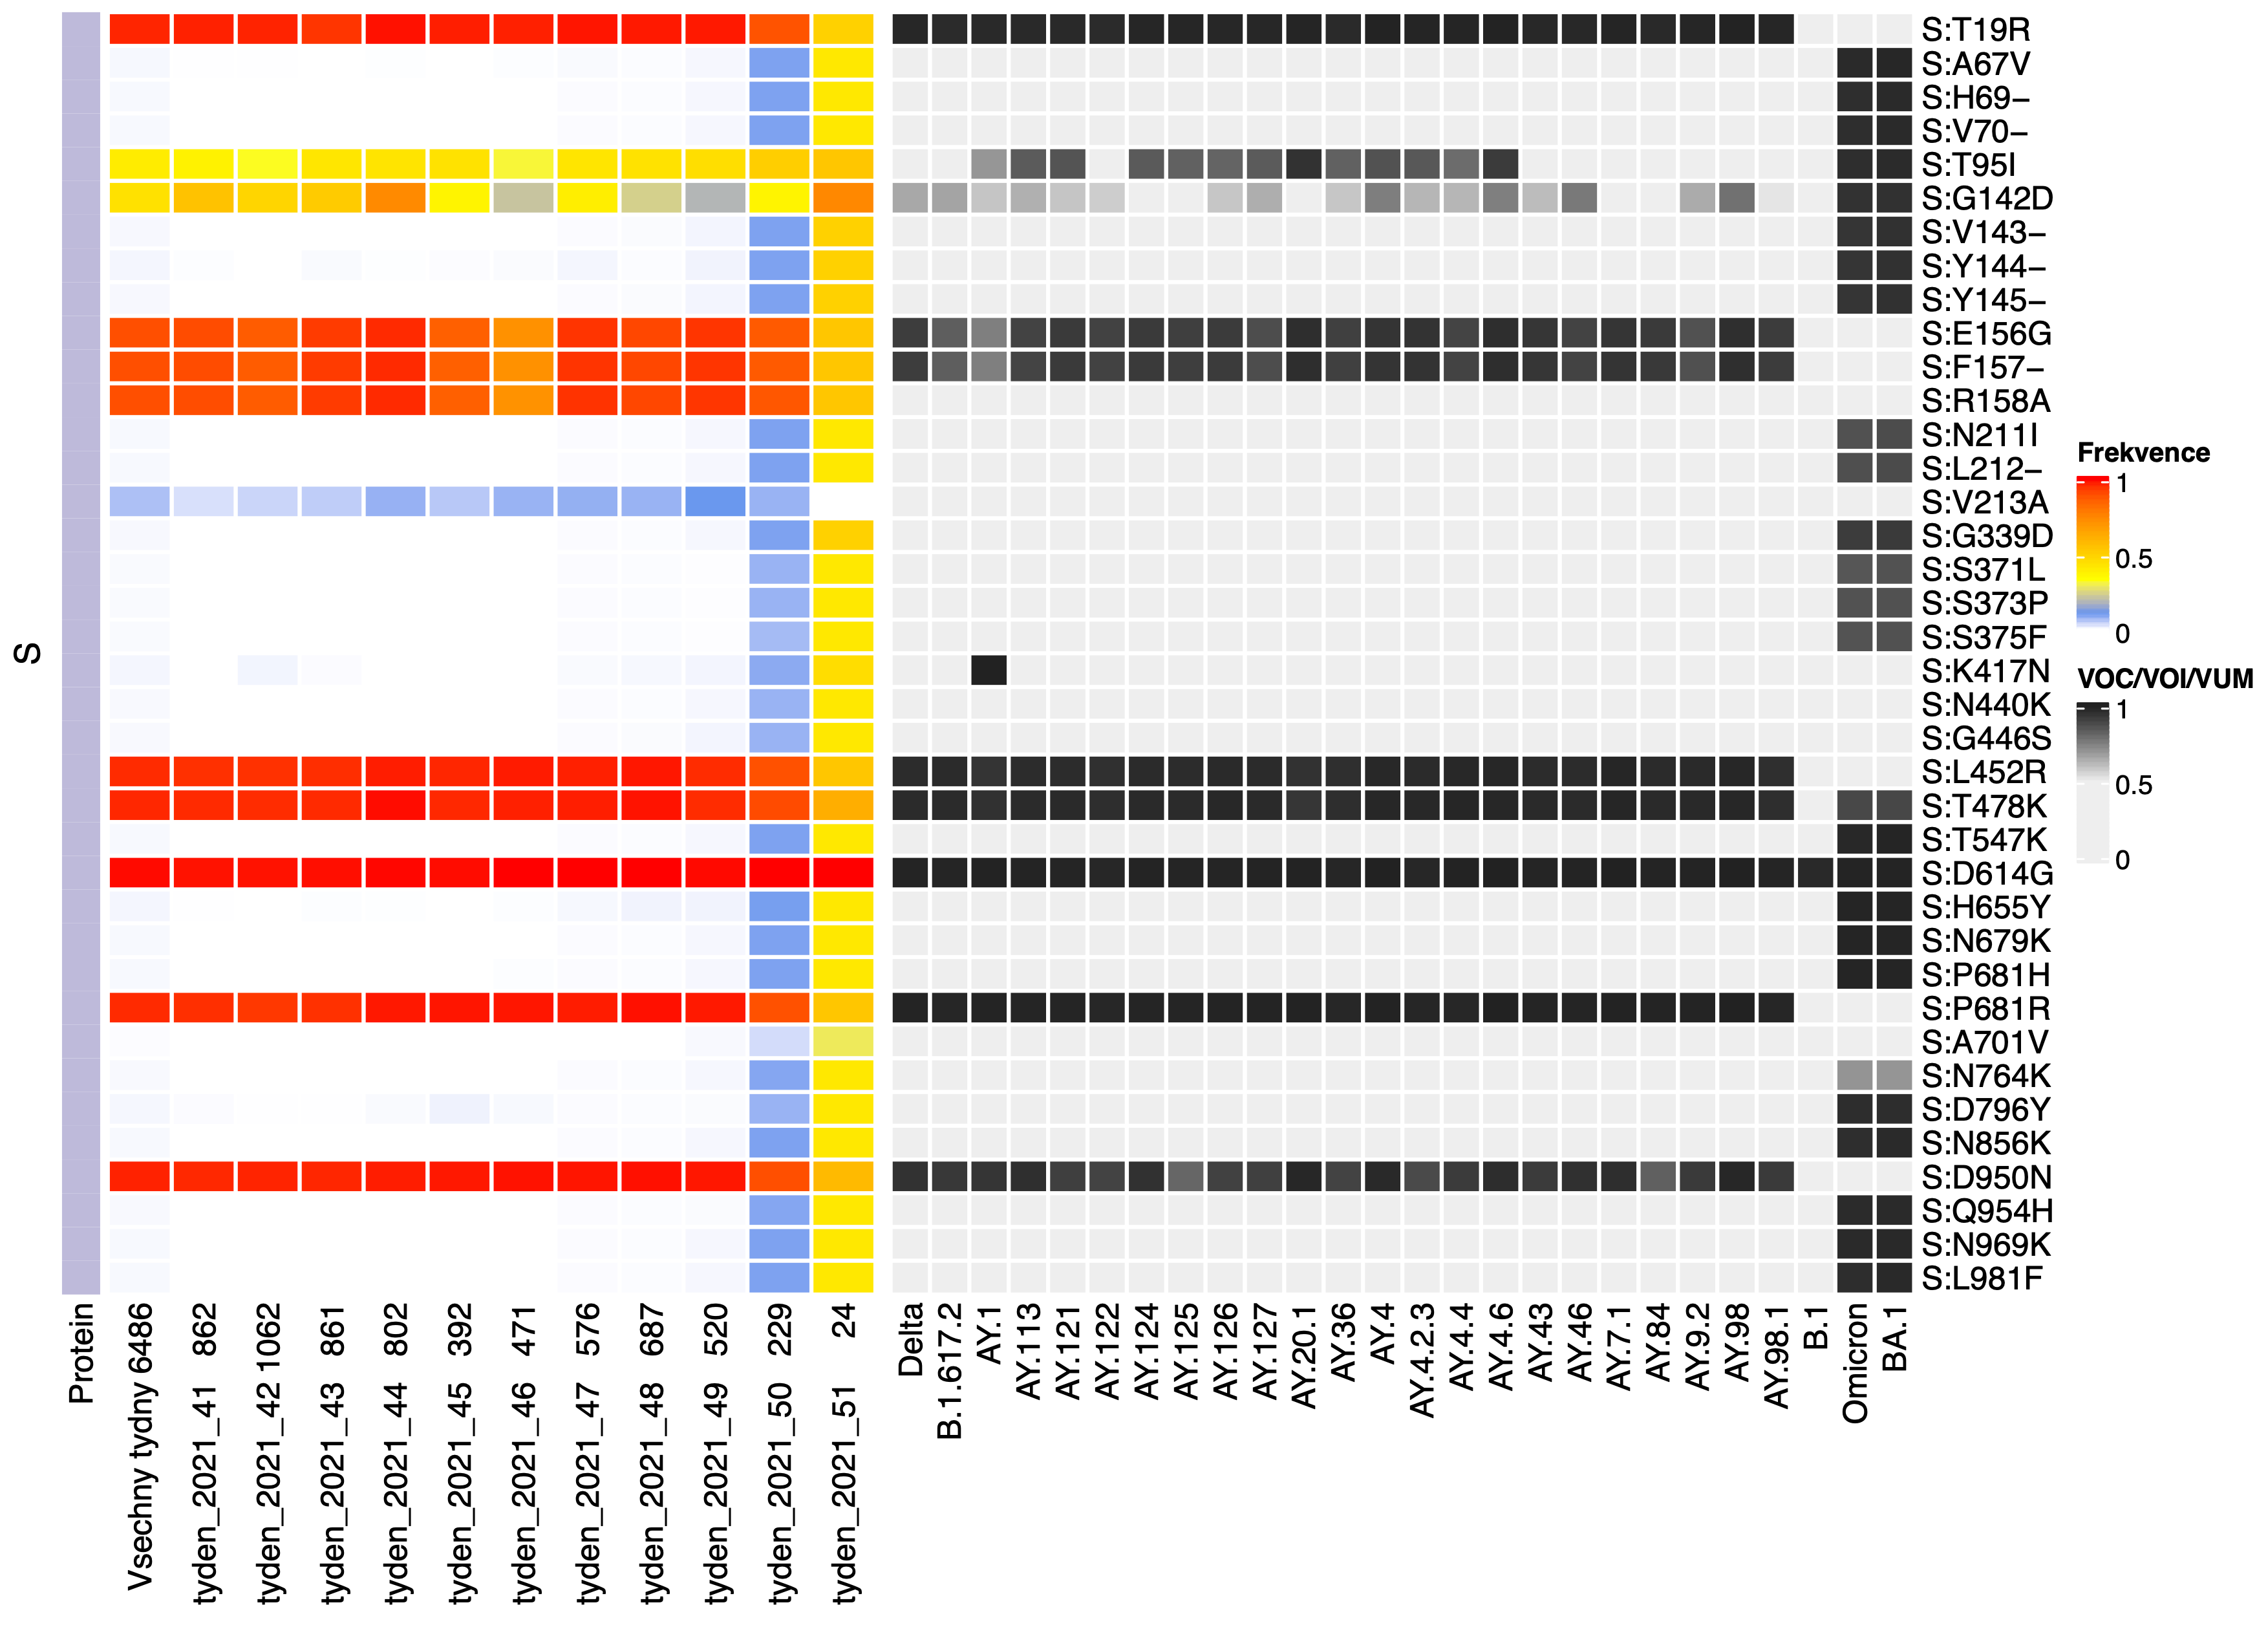 S:T19R
S:A67V
S:H69−
S:V70−
S:T95I
S:G142D
S:V143−
S:Y144−
S:Y145−
S:E156G
S:F157−
S:R158A
S:N211I
S:L212−
S:V213A
S:G339D
S:S371L
S:S373P
S:S375F
S:K417N
S:N440K
S:G446S
S:L452R
S:T478K
S:T547K
S:D614G
S:H655Y
S:N679K
S:P681H
S:P681R
S:A701V
S:N764K
S:D796Y
S:N856K
S:D950N
S:Q954H
S:N969K
S:L981F
S
Frekvence
1
0.5
0
VOC/VOI/VUM
1
0.5
0
Protein
Vsechny tydny 6486
tyden_2021_41 862
tyden_2021_42 1062
tyden_2021_43 861
tyden_2021_44 802
tyden_2021_45 392
tyden_2021_46 471
tyden_2021_47 576
tyden_2021_48 687
tyden_2021_49 520
tyden_2021_50 229
tyden_2021_51 24
Delta
B.1.617.2
AY.1
AY.113
AY.121
AY.122
AY.124
AY.125
AY.126
AY.127
AY.20.1
AY.36
AY.4
AY.4.2.3
AY.4.4
AY.4.6
AY.43
AY.46
AY.7.1
AY.84
AY.9.2
AY.98
AY.98.1
B.1
Omicron
BA.1